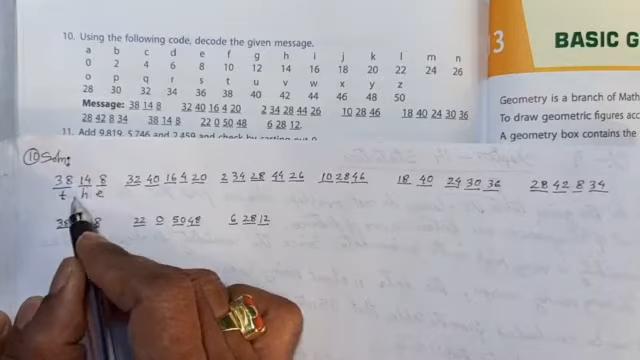 10. Using the following code, decode the given message.
a b c d e f g h i j k l m n
0 2 4 6 8 10 12 14 16 18 20 22 24 26
o p q r s t u v w x y z
28 30 32 34 36 38 40 42 44 46 48 50
Message: 38 14 8 32 40 16 4 20 2 34 28 44 26 10 28 46 18 40 24 30 36
28 42 8 34 38 14 8 22 0 50 48 6 28 12.
11. Add 9.819, 5.746 and 2.459 and check by
3 BASIC G
Geometry is a branch of Math
To draw geometric figures acc
A geometry box contains the
10 Soln:
38 14 8 32 40 16 4 20 2 34 28 44 26 10 28 46 18 40 24 30 36 28 42 8 34
t h e
38 8 22 0 50 48 6 28 12